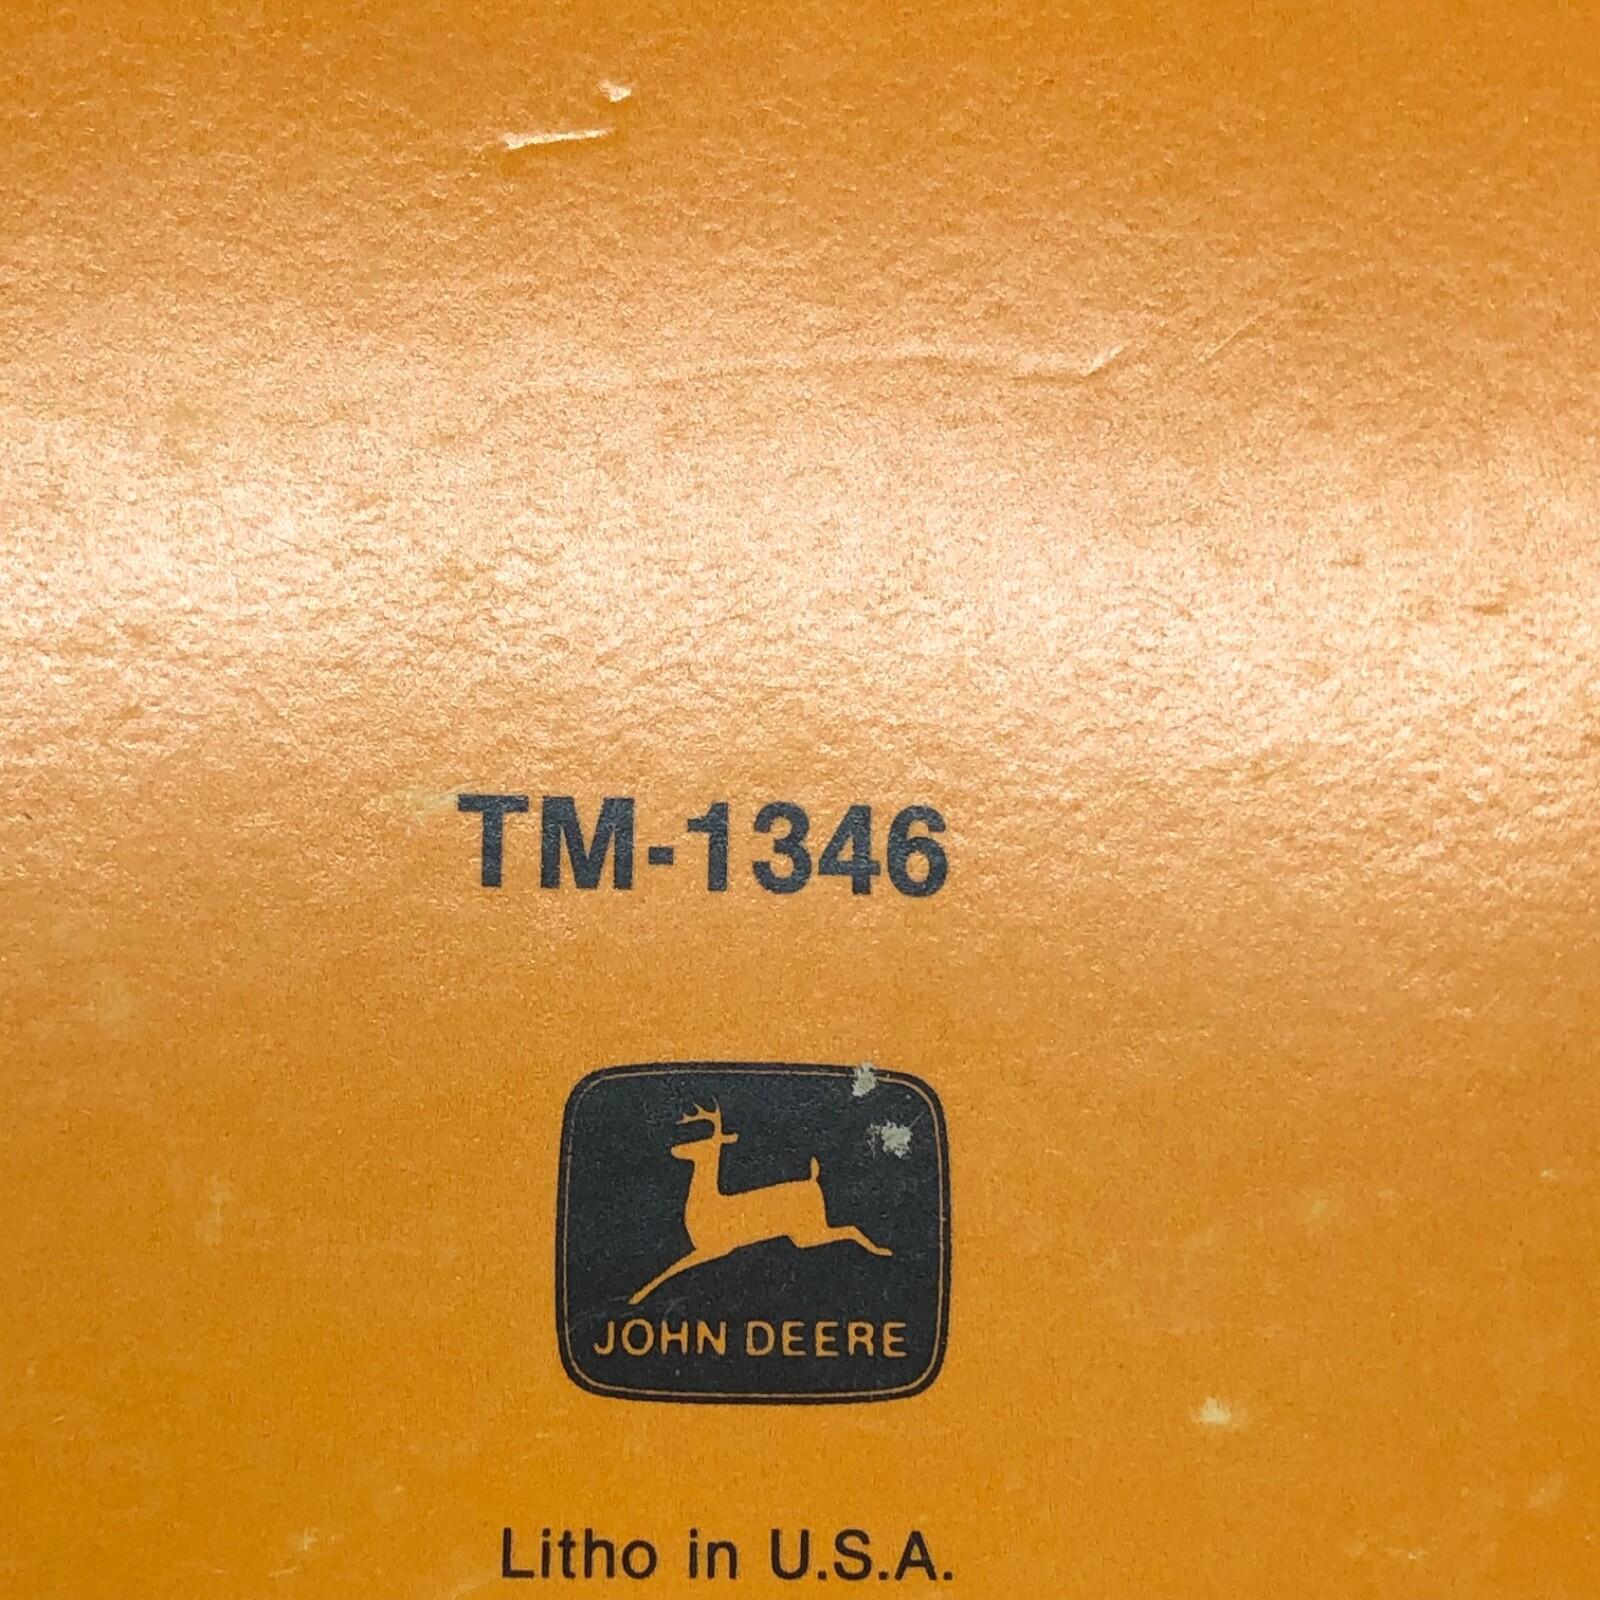 TM-1346
JOHN DEERE
Litho in U.S.A.